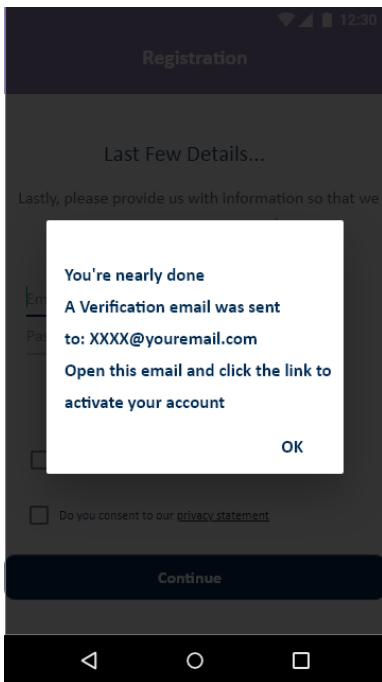 12:30
Registration
Last Few Details...
Lastly, please provide us with information so that we
You're nearly done
A Verification email was sent
to: XXXX@youremail.com
Open this email and click the link to
activate your account
OK
Do you consent to our privacy statement
Continue